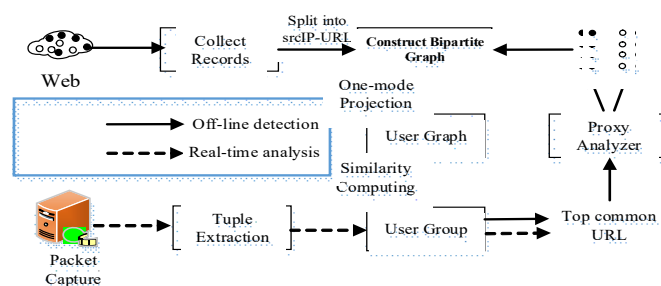 Web
Collect
Records
Split into
srcIP-URL
Construct Bipartite
Graph
One-mode
Projection
Off-line detection
Real-time analysis
User Graph
Proxy
Analyzer
Similarity
Computing
Packet
Capture
Tuple
Extraction
User Group
Top common
URL